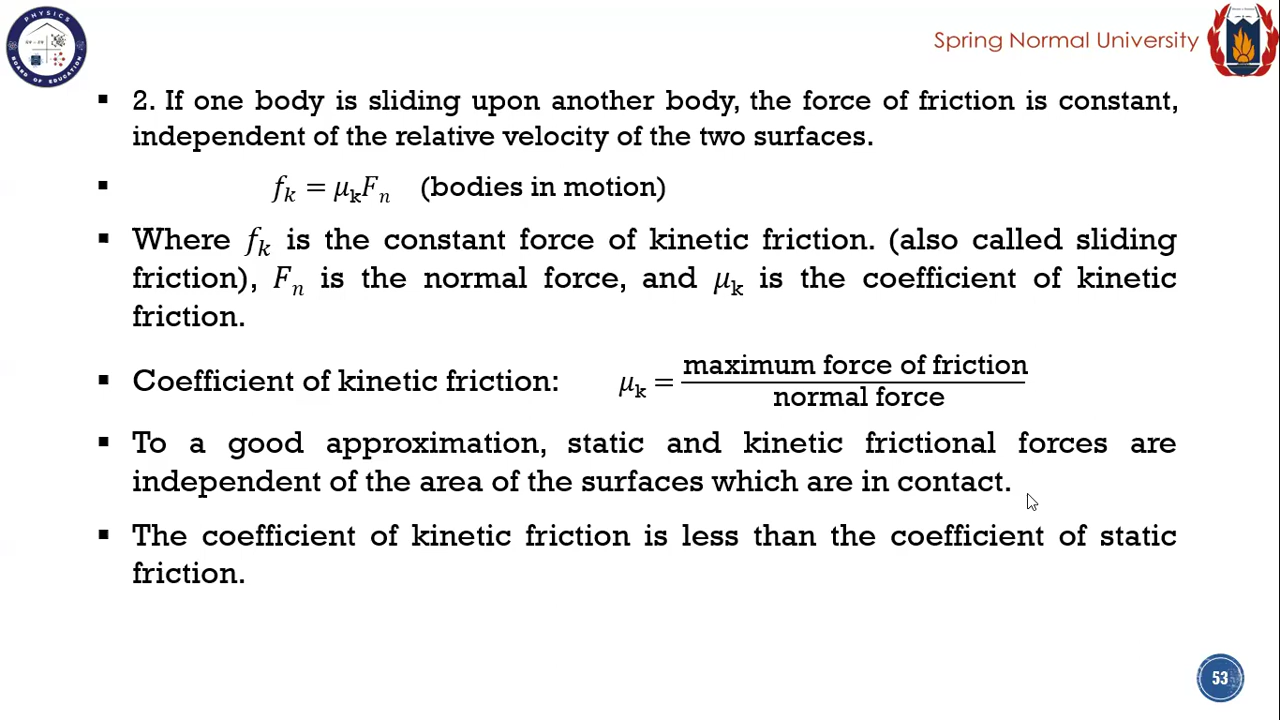 PHYSICS
BOARD OF EDUCATION
Spring Normal University
▪ 2. If one body is sliding upon another body, the force of friction is constant,
independent of the relative velocity of the two surfaces.
▪ fₖ = μₖFₙ (bodies in motion)
▪ Where fₖ is the constant force of kinetic friction. (also called sliding
friction), Fₙ is the normal force, and μₖ is the coefficient of kinetic
friction.
▪ Coefficient of kinetic friction: μₖ = maximum force of friction
normal force
▪ To a good approximation, static and kinetic frictional forces are
independent of the area of the surfaces which are in contact.
▪ The coefficient of kinetic friction is less than the coefficient of static
friction.
53